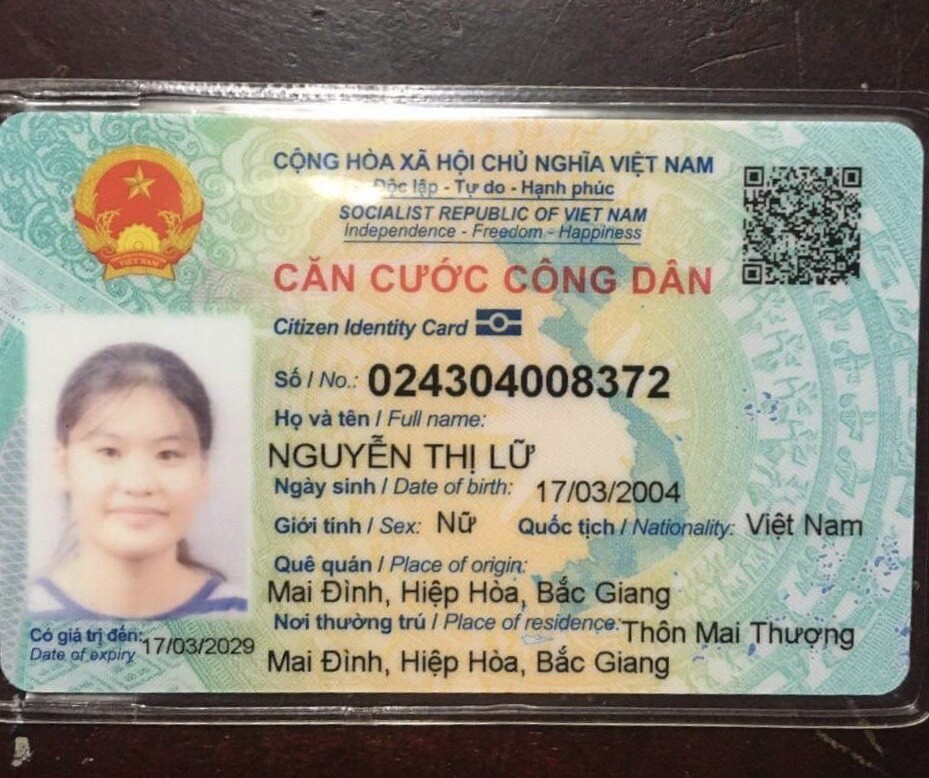 CỘNG HÒA XÃ HỘI CHỦ NGHĨA VIỆT NAM
Độc lập - Tự do - Hạnh phúc
SOCIALIST REPUBLIC OF VIET NAM
Independence - Freedom - Happiness
CĂN CƯỚC CÔNG DÂN
Citizen Identity Card
Số / No.: 024304008372
Họ và tên / Full name:
NGUYỄN THỊ LỮ
Ngày sinh / Date of birth: 17/03/2004
Giới tính / Sex: Nữ Quốc tịch / Nationality: Việt Nam
Quê quán / Place of origin:
Mai Đình, Hiệp Hòa, Bắc Giang
Nơi thường trú / Place of residence: Thôn Mai Thượng
Mai Đình, Hiệp Hòa, Bắc Giang
Có giá trị đến: 17/03/2029
Date of expiry
VIỆT NAM